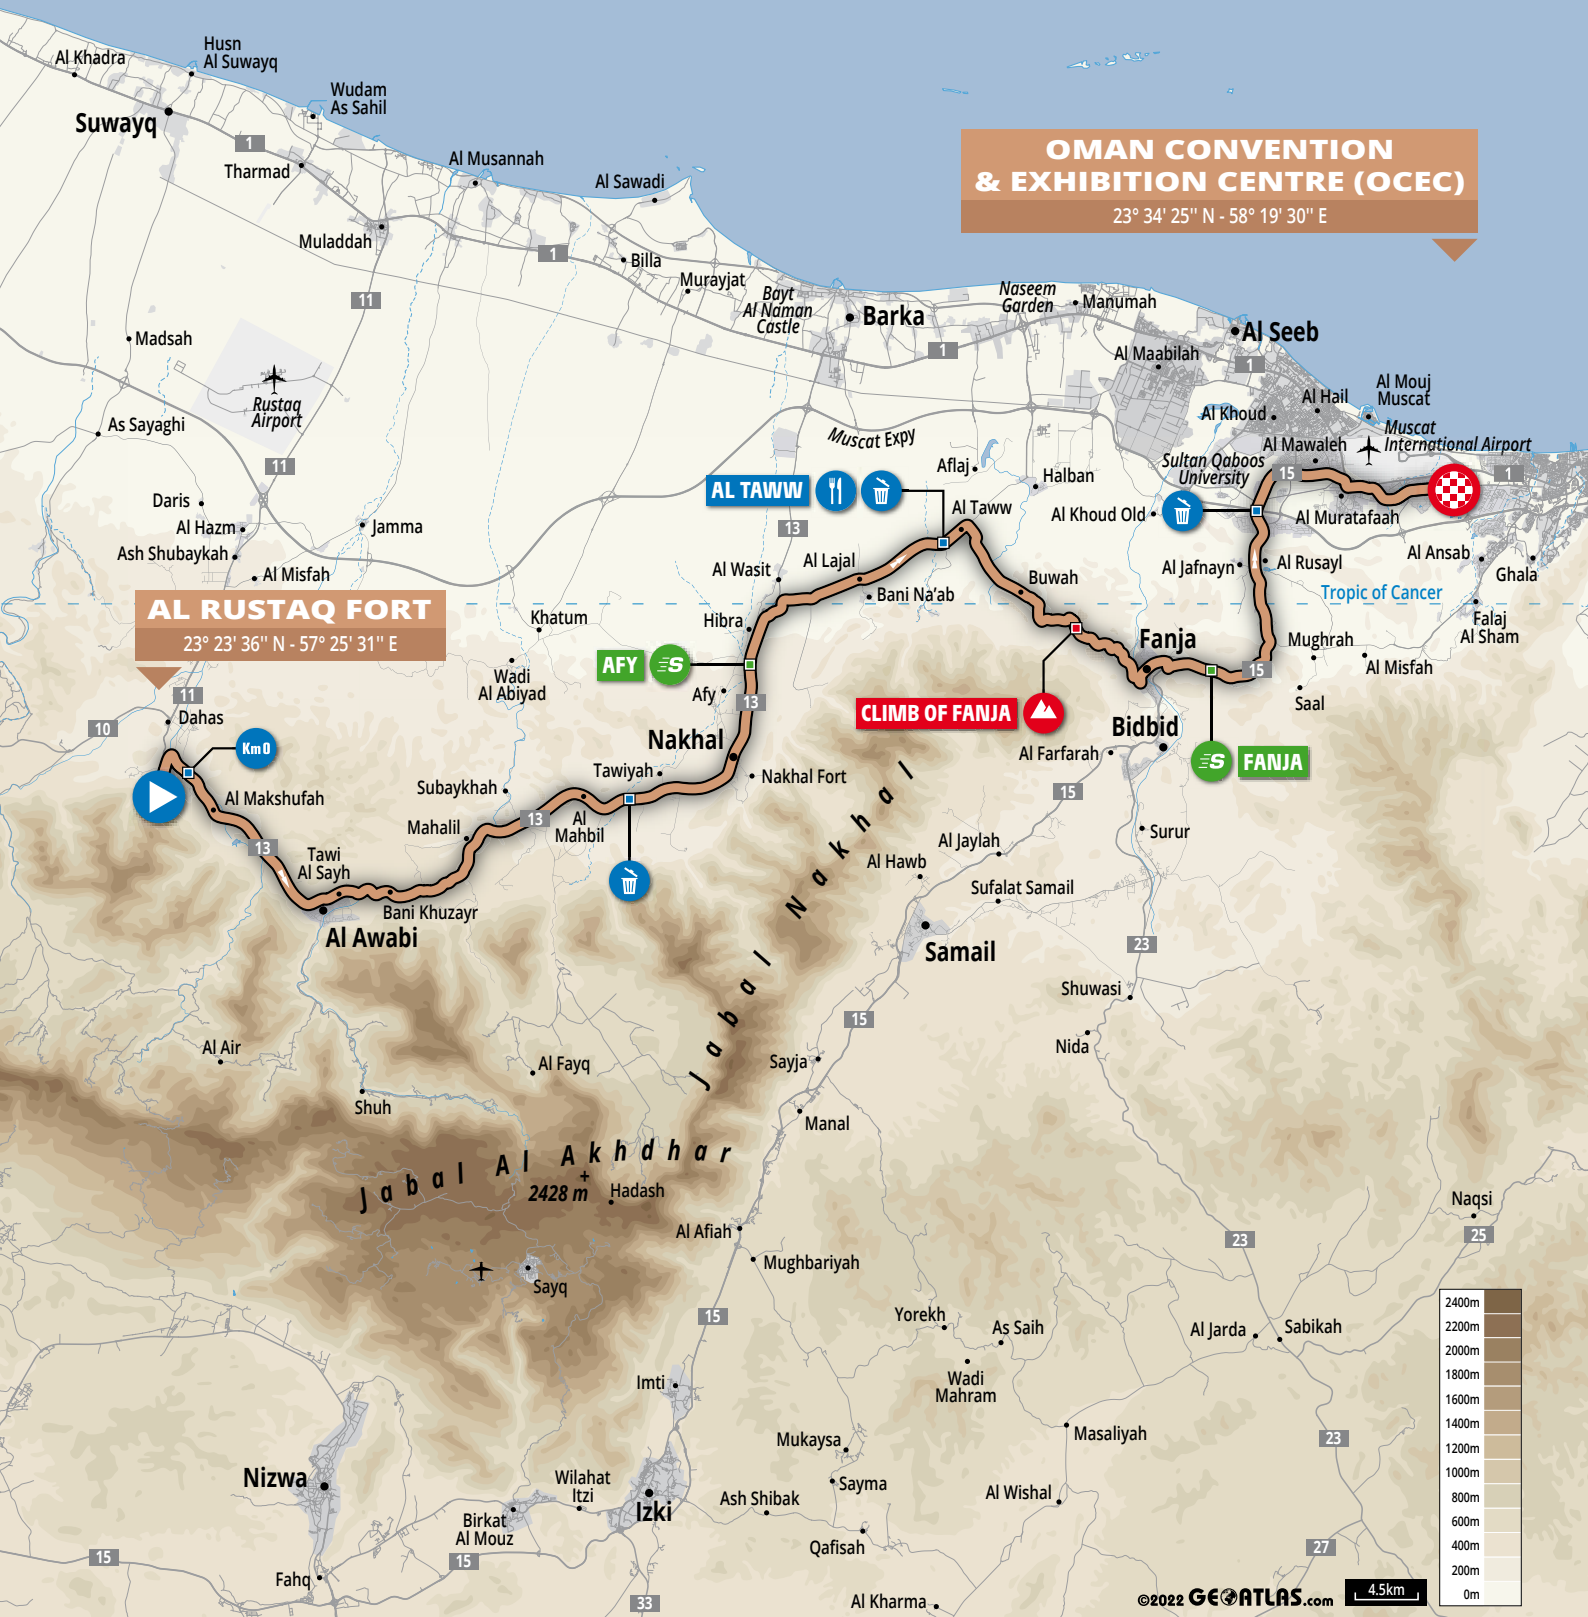 Al Khadra
Husn
Al Suwayq
Wudam
As Sahil
Suwayq
1
Tharmad
Al Musannah
Al Sawadi
OMAN CONVENTION
& EXHIBITION CENTRE (OCEC)
23° 34' 25'' N - 58° 19' 30'' E
Muladdah
1
Billa
Murayjat
11
Bayt
Al Naman
Castle
Barka
Naseem
Garden
Manumah
Al Seeb
Madsah
1
Al Maabilah
1
Rustaq
Airport
Al Mouj
Muscat
Al Hail
Al Khoud
As Sayaghi
Muscat Expy
Muscat
International Airport
Al Mawaleh
11
Aflaj
Sultan Qaboos
University
15
1
Halban
AL TAWW
Daris
Al Hazm
Jamma
13
Al Taww
Al Khoud Old
Al Muratafaah
Ash Shubaykah
Al Misfah
Al Wasit
Al Lajal
Al Jafnayn
Al Rusayl
Al Ansab
Ghala
Buwah
Bani Na'ab
Tropic of Cancer
AL RUSTAQ FORT
23° 23' 36'' N - 57° 25' 31'' E
Khatum
Hibra
Falaj
Al Sham
Fanja
Mughrah
Al Misfah
AFY
S
Wadi
Al Abiyad
Afy
13
15
Saal
11
Dahas
10
CLIMB OF FANJA
Bidbid
Km0
Nakhal
Al Farfarah
S
FANJA
Tawiyah
Nakhal Fort
Subaykhah
Al Makshufah
15
13
Al
Mahbil
Mahalil
Surur
13
Al Jaylah
Tawi
Al Sayh
Al Hawb
Sufalat Samail
Jabal Nakhal
Bani Khuzayr
Al Awabi
Samail
23
Shuwasi
15
Nida
Al Air
Al Fayq
Sayja
Shuh
Manal
Jabal Al Akhdhar
2428 m
Hadash
Naqsi
Al Afiah
25
23
Mughbariyah
Sayq
15
Yorekh
As Saih
Al Jarda
Sabikah
2400m
2200m
2000m
1800m
1600m
1400m
1200m
1000m
800m
600m
400m
200m
0m
Imti
Wadi
Mahram
Masaliyah
23
Mukaysa
Nizwa
Wilahat
Itzi
Sayma
Izki
Ash Shibak
Al Wishal
Birkat
Al Mouz
Qafisah
27
15
15
Fahq
33
Al Kharma
©2022 GEOATLAS.com
4.5km